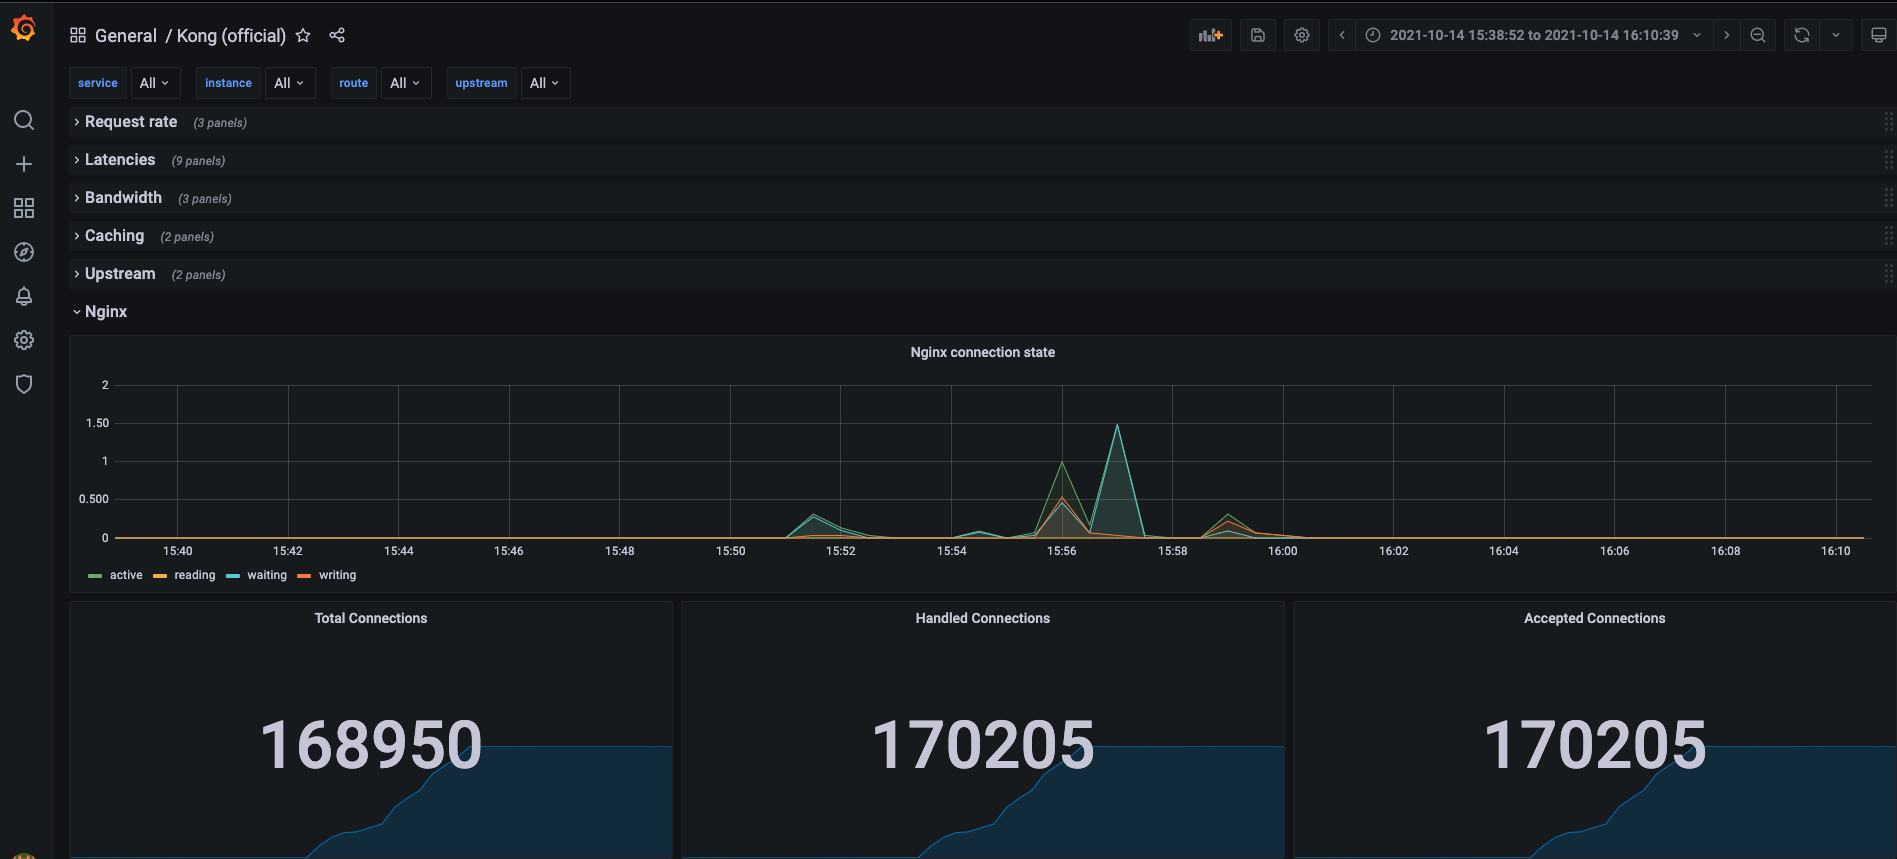 General / Kong (official)
2021-10-14 15:38:52 to 2021-10-14 16:10:39
service All instance All route All upstream All
Request rate (3 panels)
Latencies (9 panels)
Bandwidth (3 panels)
Caching (2 panels)
Upstream (2 panels)
Nginx
Nginx connection state
2
1.50
1
0.500
0
15:40 15:42 15:44 15:46 15:48 15:50 15:52 15:54 15:56 15:58 16:00 16:02 16:04 16:06 16:08 16:10
active reading waiting writing
Total Connections
168950
Handled Connections
170205
Accepted Connections
170205